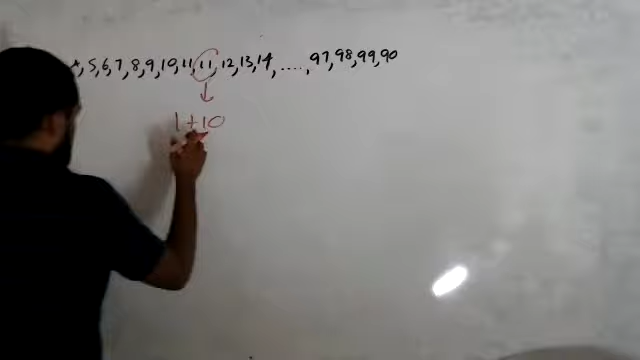 4, 5, 6, 7, 8, 9, 10, 11, 11, 12, 13, 14, ...., 97, 98, 99, 90
1 + 10